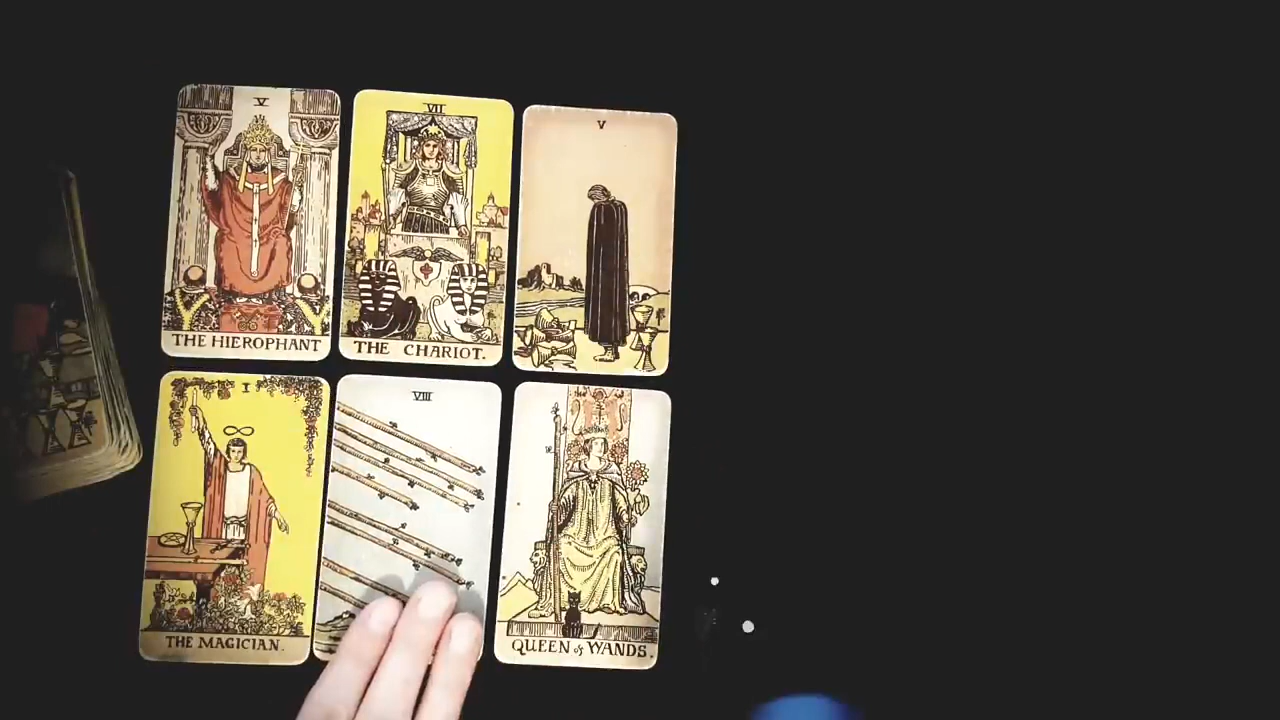 V
THE HIEROPHANT
VII
THE CHARIOT.
V
I
THE MAGICIAN.
VIII
QUEEN of WANDS.